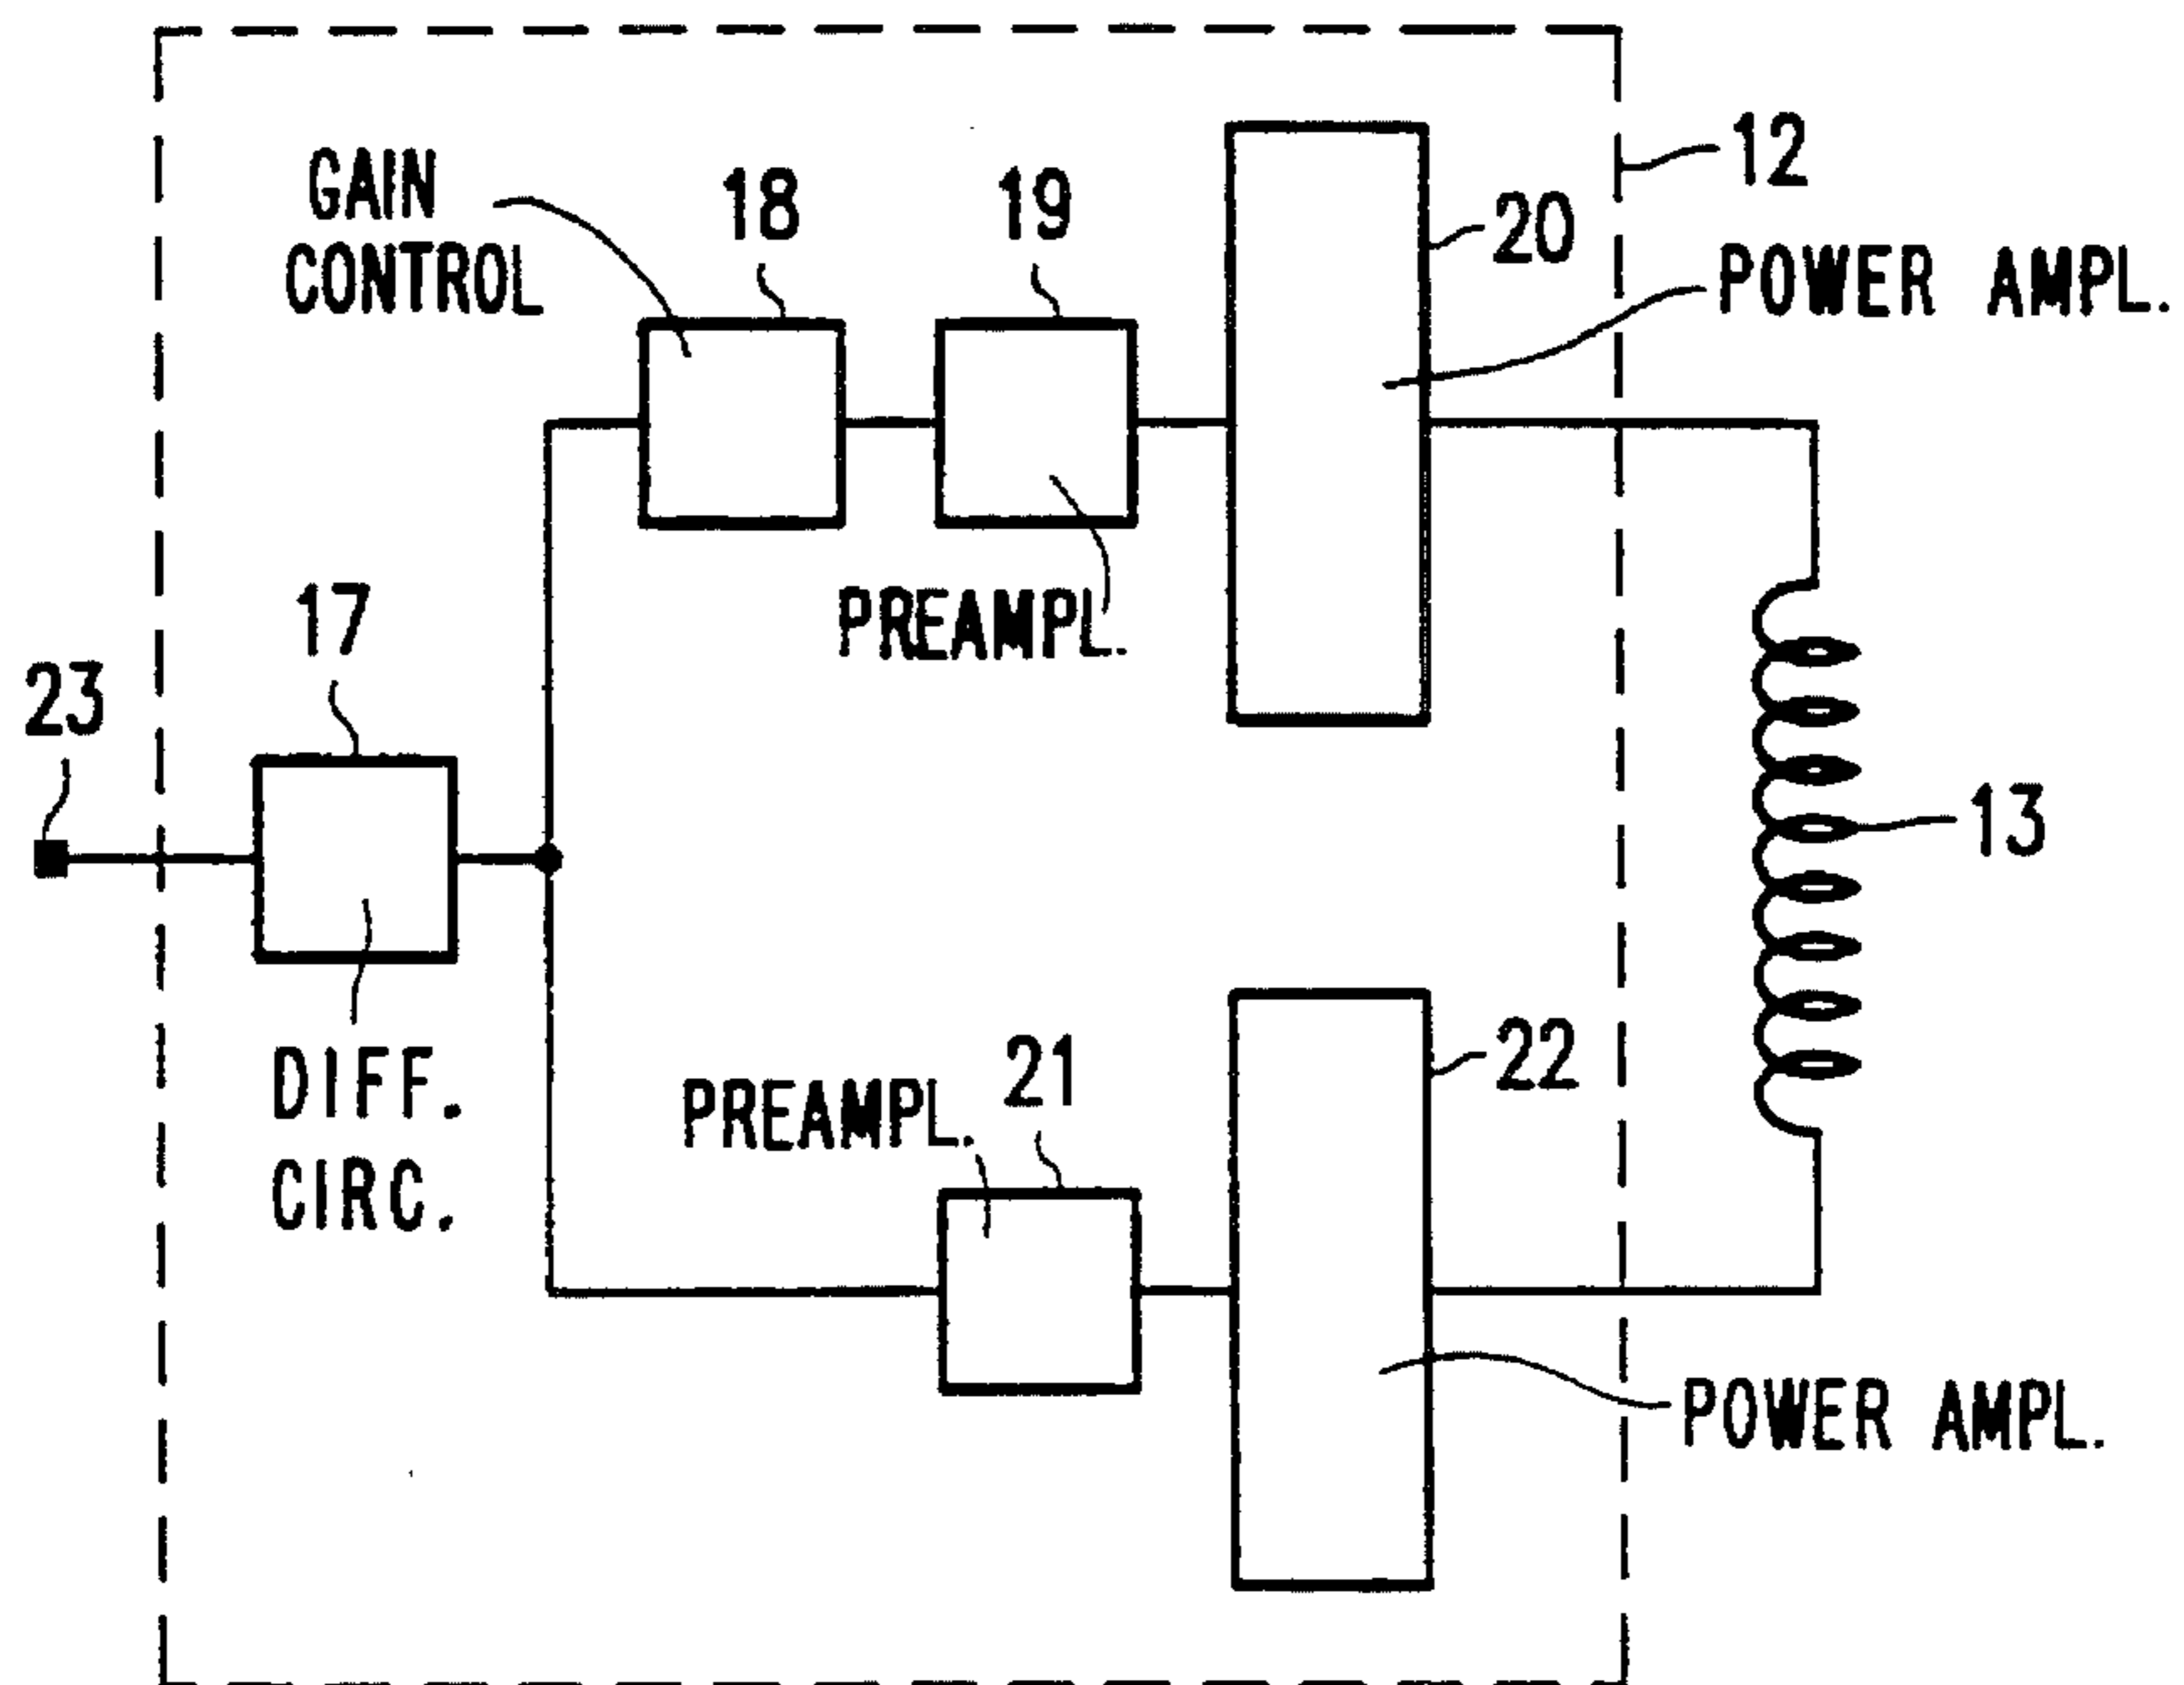 12
GAIN
CONTROL
18
19
20
POWER AMPL.
PREAMPL.
17
23
13
DIFF.
CIRC.
PREAMPL.
21
22
POWER AMPL.